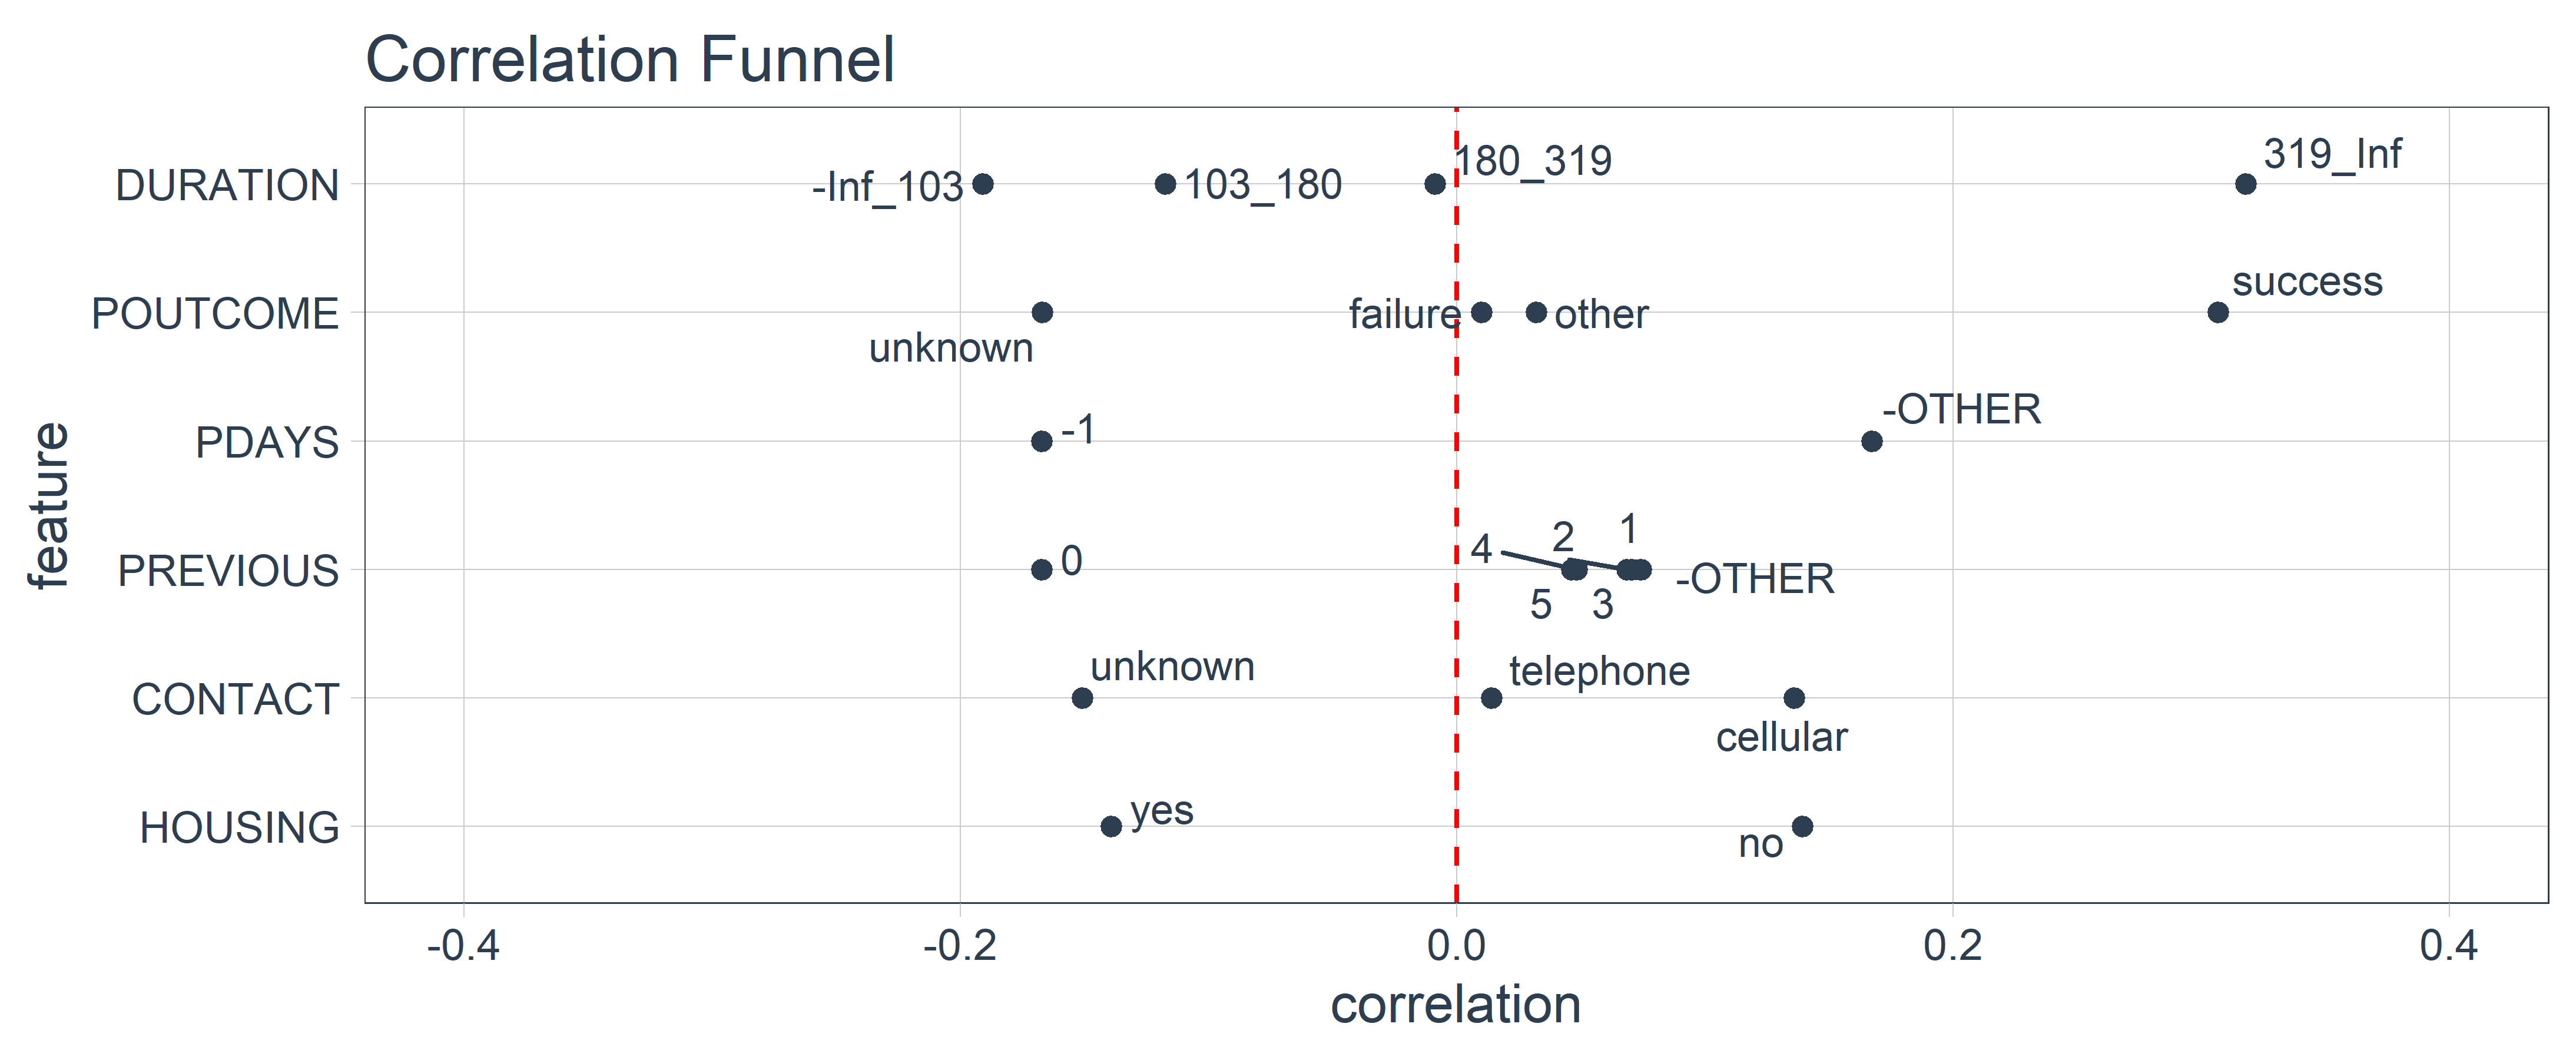 Correlation Funnel
feature
DURATION
-Inf_103
103_180
180_319
319_Inf
POUTCOME
unknown
failure
other
success
PDAYS
-1
-OTHER
PREVIOUS
0
4
2
1
5
3
-OTHER
CONTACT
unknown
telephone
cellular
HOUSING
yes
no
-0.4
-0.2
0.0
0.2
0.4
correlation